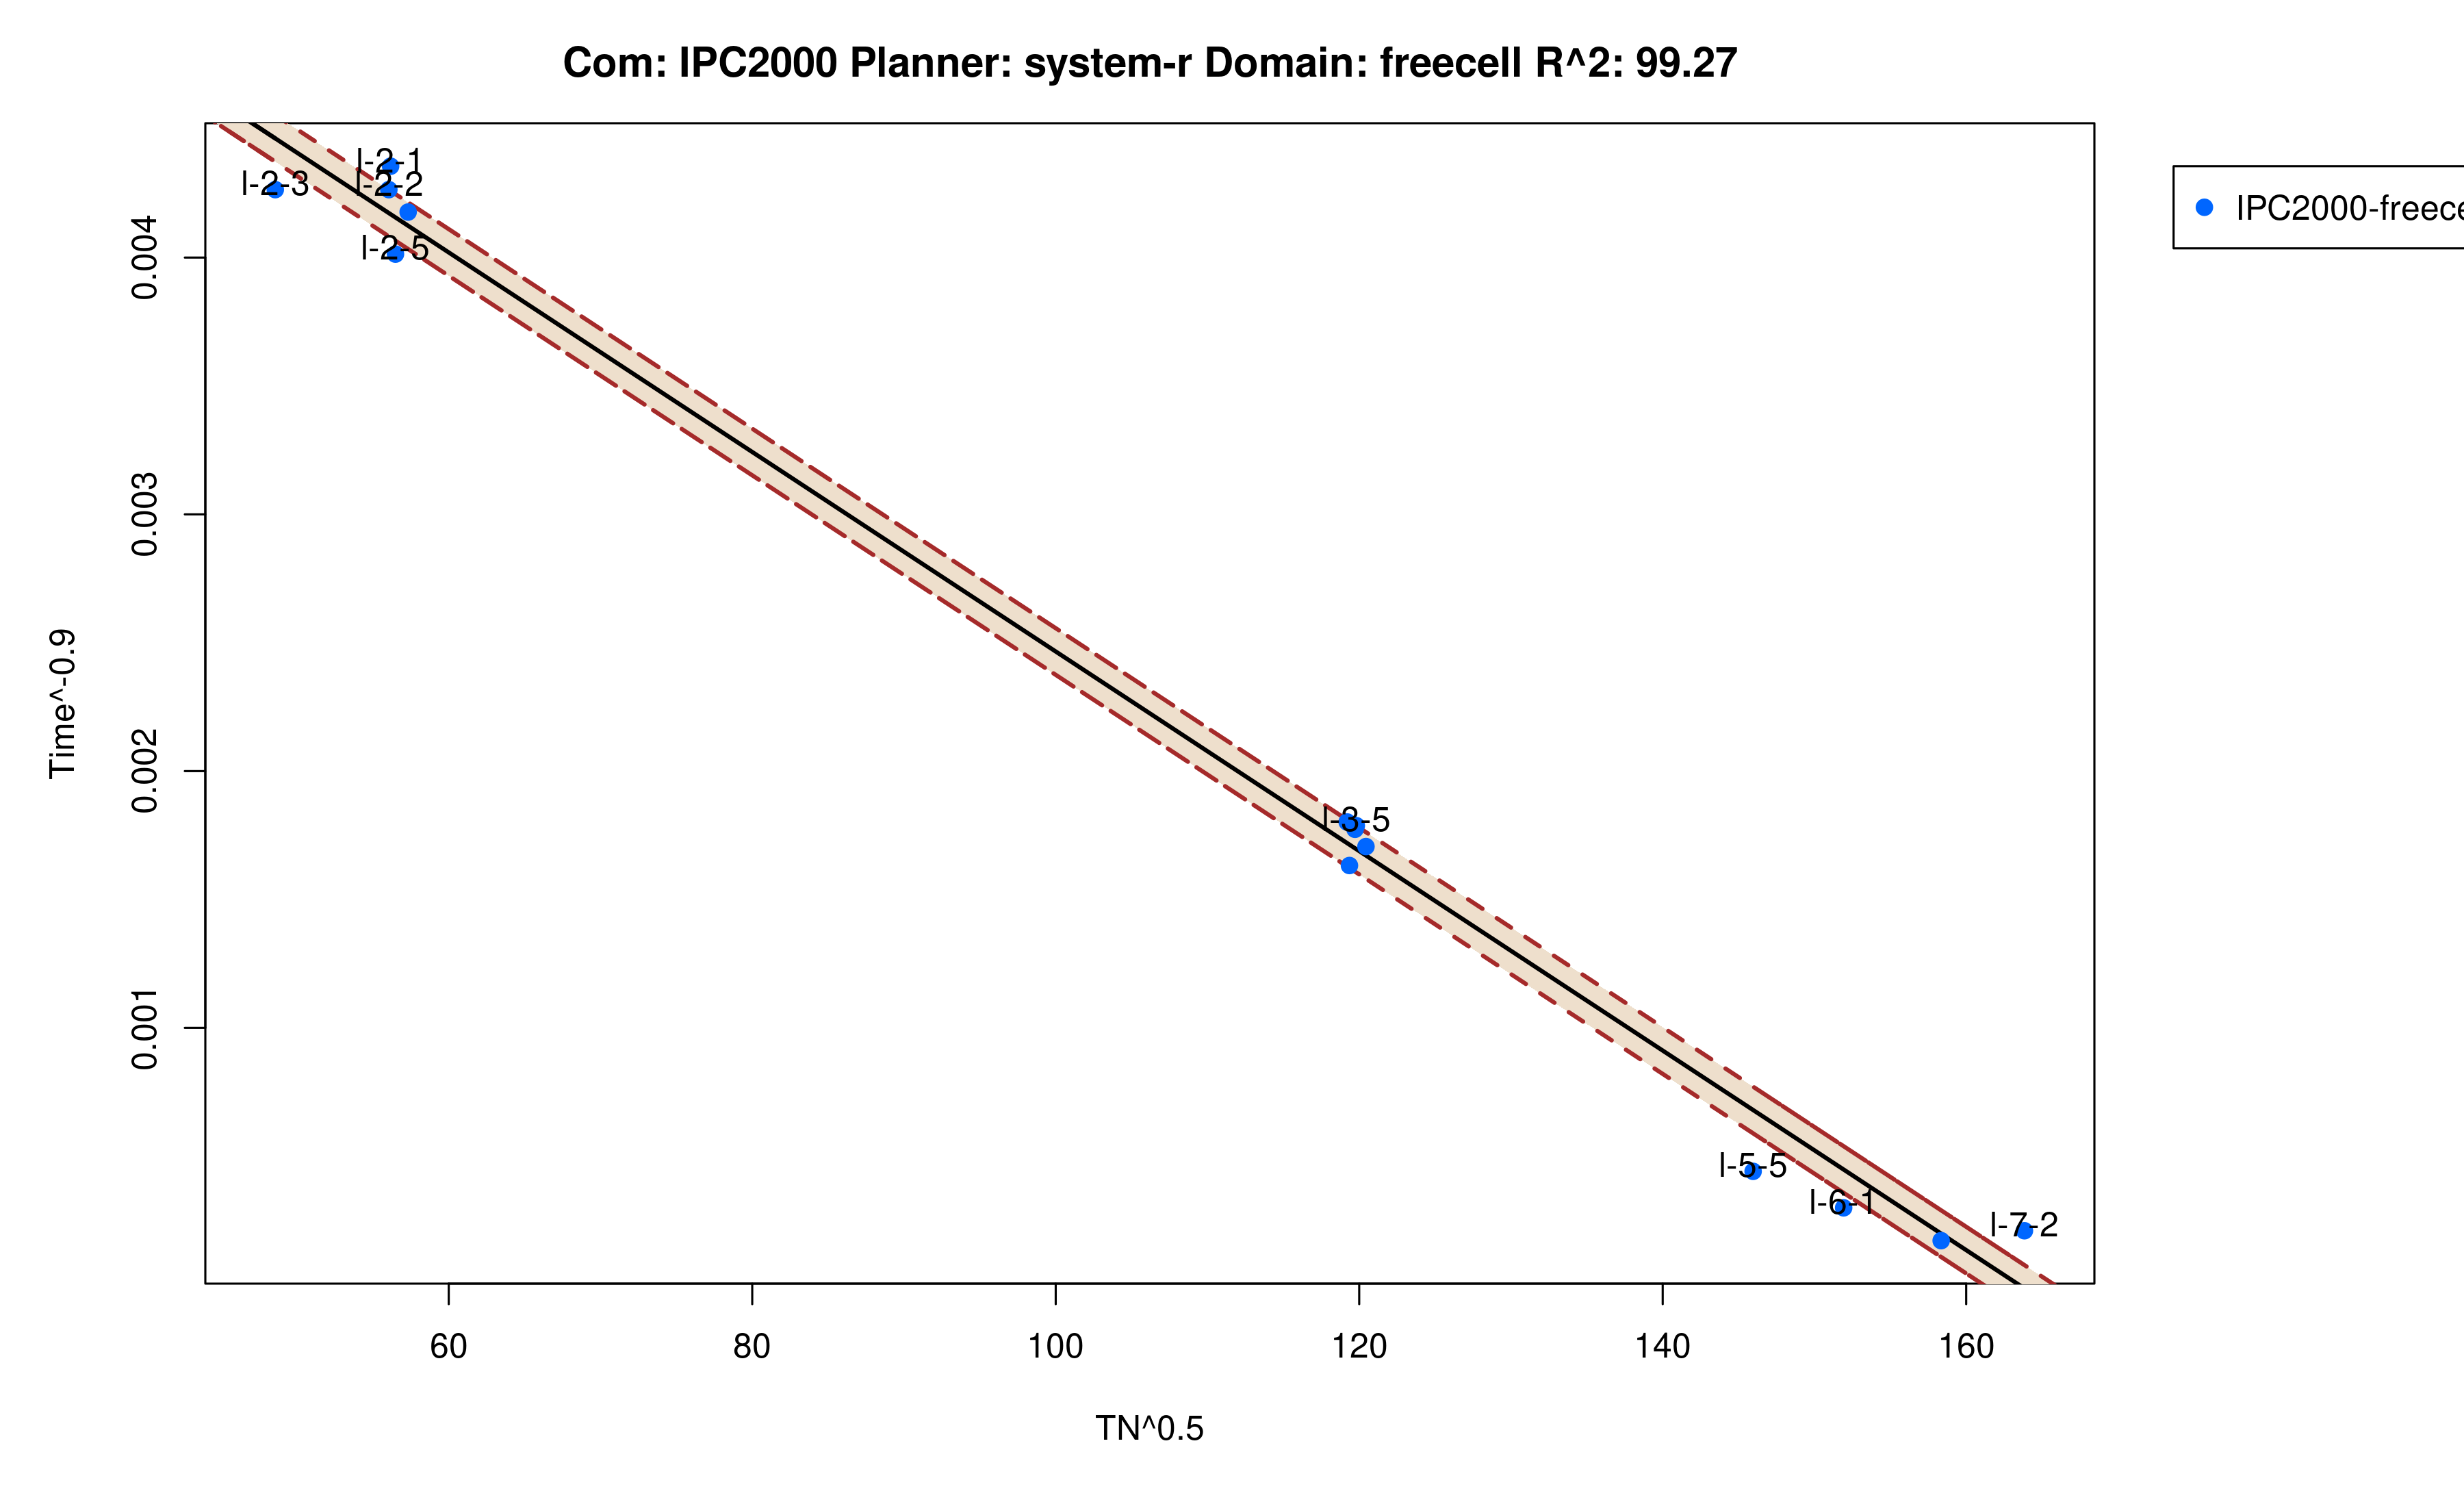 Com: IPC2000 Planner: system-r Domain: freecell R^2: 99.27
l-2-1
l-2-3
l-2-2
l-2-5
IPC2000-freece
0.004
0.003
0.002
0.001
Time^-0.9
l-3-5
l-5-5
l-6-1
l-7-2
60
80
100
120
140
160
TN^0.5